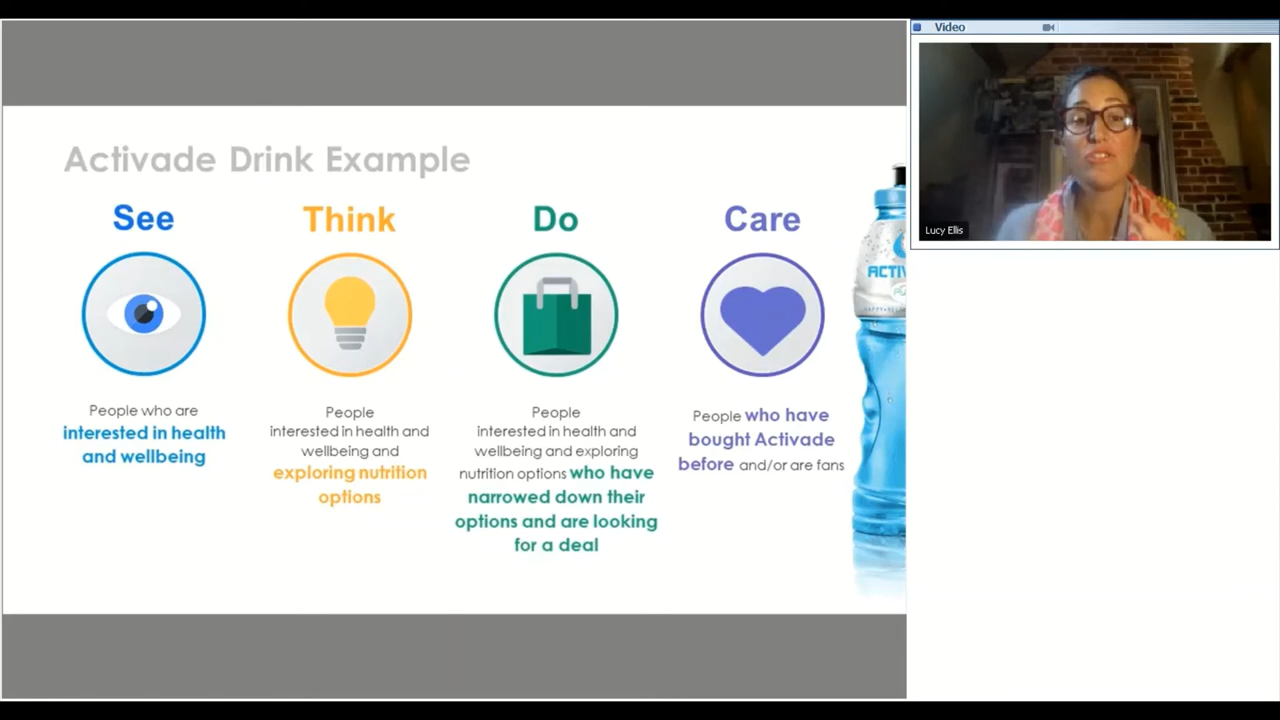 Video
Lucy Ellis
Activade Drink Example
See
Think
Do
Care
People who are
interested in health
and wellbeing
People
interested in health and
wellbeing and
exploring nutrition
options
People
interested in health and
wellbeing and exploring
nutrition options who have
narrowed down their
options and are looking
for a deal
People who have
bought Activade
before and/or are fans
ACTIV